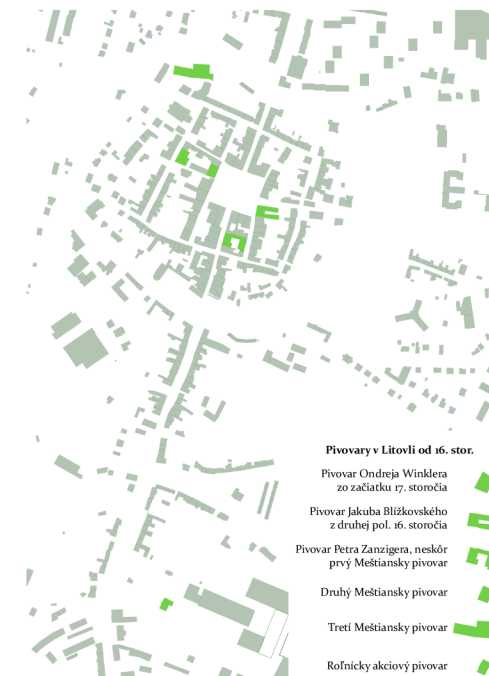 Pivovary v Litovli od 16. stor.
Pivovar Ondreja Winklera
zo začiatku 17. storočia
Pivovar Jakuba Blížkovského
z druhej pol. 16. storočia
Pivovar Petra Zanzigera, neskôr
prvý Meštiansky pivovar
Druhý Meštiansky pivovar
Tretí Meštiansky pivovar
Roľnícky akciový pivovar